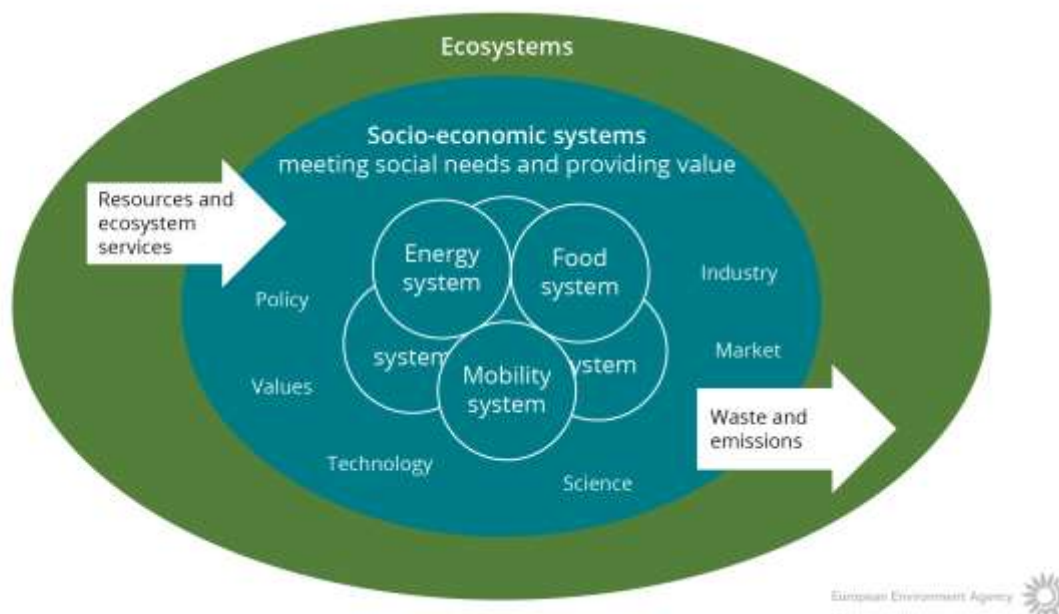 Ecosystems
Socio-economic systems
meeting social needs and providing value
Resources and
ecosystem
services
Energy
system
Food
system
Industry
Policy
system
Market
Mobility
system
Values
Waste and
emissions
Technology
Science
European Environment Agency